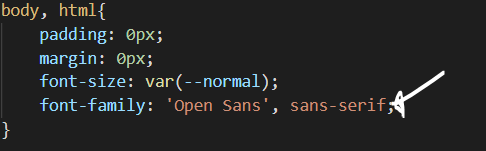 body, html{
padding: 0px;
margin: 0px;
font-size: var(--normal);
font-family: 'Open Sans', sans-serif;
}